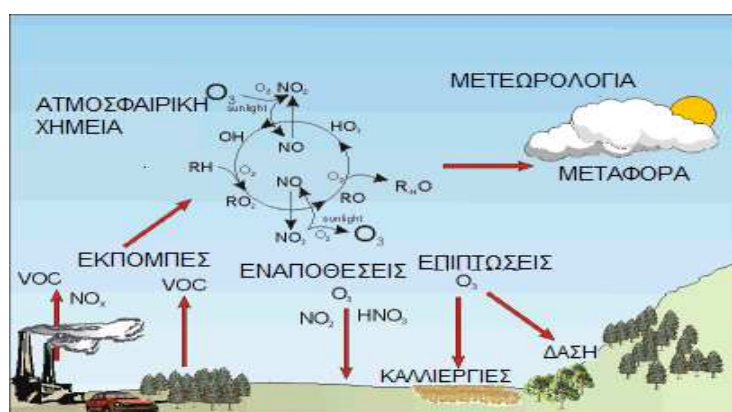 ΑΤΜΟΣΦΑΙΡΙΚΗ
ΧΗΜΕΙΑ
O₃ O₂ NO₂
sunlight
OH NO HO₂
RH O₂ NO O₂ RO R₋HO
RO₂
sunlight
NO₂ O₂ O₃
ΜΕΤΕΩΡΟΛΟΓΙΑ
ΜΕΤΑΦΟΡΑ
ΕΚΠΟΜΠΕΣ
VOC
NOₓ
VOC
ΕΝΑΠΟΘΕΣΕΙΣ
O₃
NO₂ HNO₃
ΕΠΙΠΤΩΣΕΙΣ
O₃
ΚΑΛΛΙΕΡΓΙΕΣ
ΔΑΣΗ